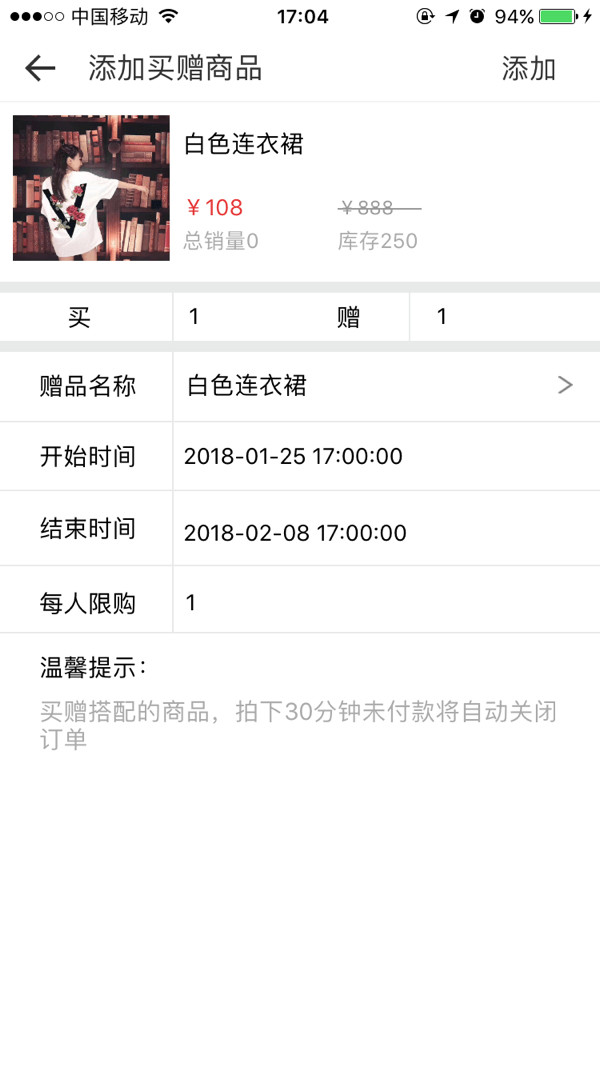 中国移动 17:04 94%
添加买赠商品 添加
白色连衣裙
￥108 ￥888
总销量0 库存250
买 1 赠 1
赠品名称 白色连衣裙
开始时间 2018-01-25 17:00:00
结束时间 2018-02-08 17:00:00
每人限购 1
温馨提示：
买赠搭配的商品，拍下30分钟未付款将自动关闭
订单